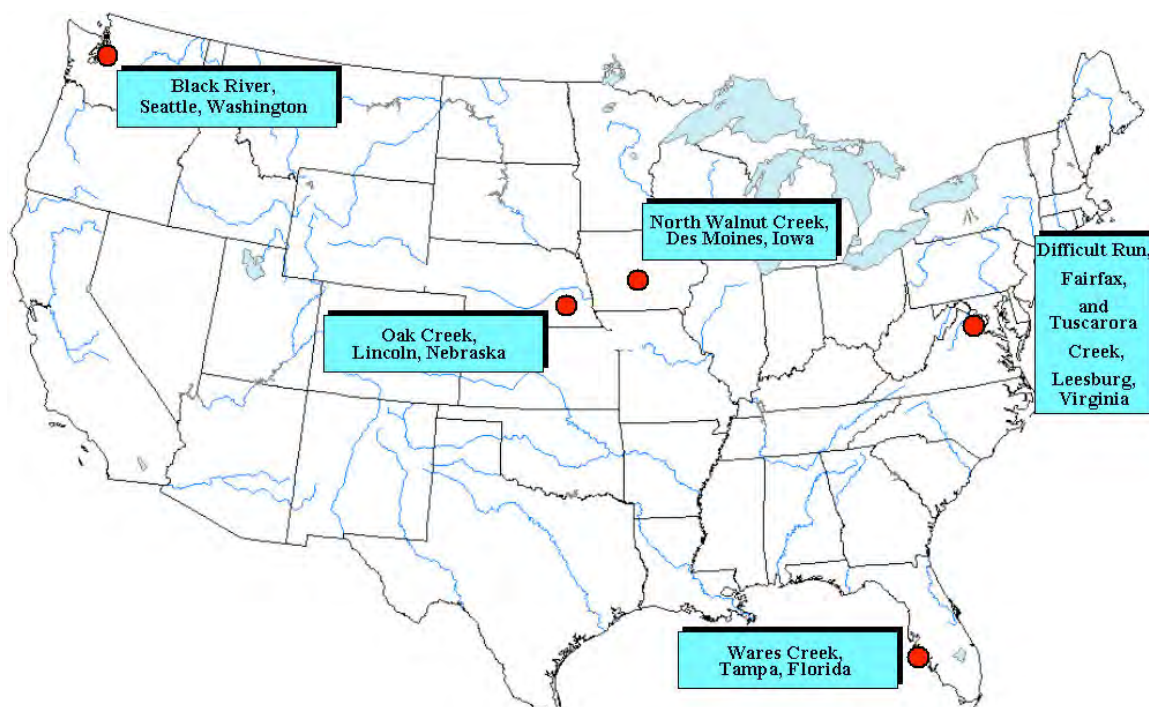 Black River,
Seattle, Washington
North Walnut Creek,
Des Moines, Iowa
Difficult Run,
Fairfax,
and
Tuscarora
Creek,
Leesburg,
Virginia
Oak Creek,
Lincoln, Nebraska
Wares Creek,
Tampa, Florida